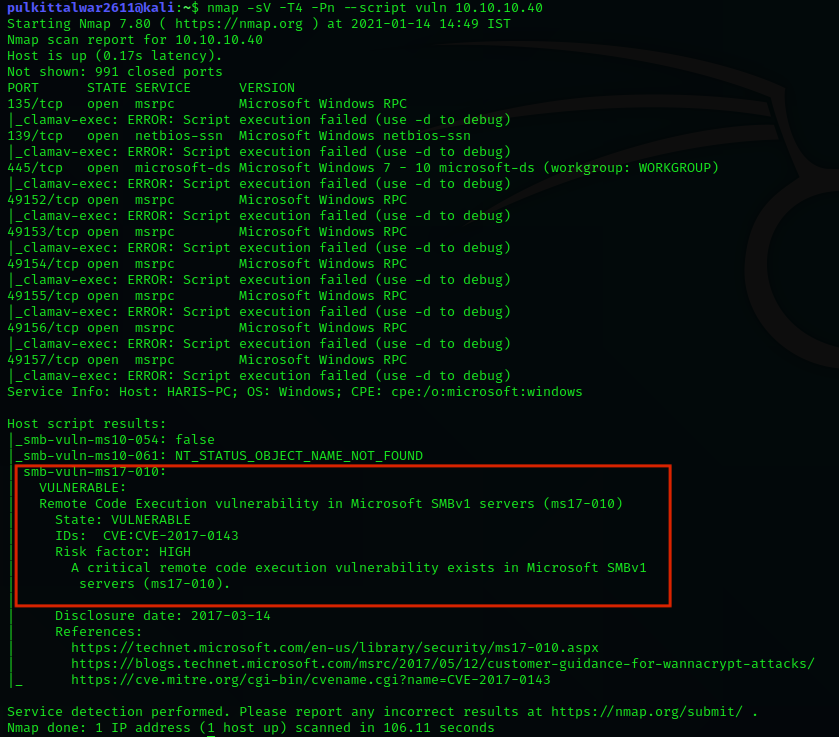 pulkittalwar2611@kali:~$ nmap -sV -T4 -Pn --script vuln 10.10.10.40
Starting Nmap 7.80 ( https://nmap.org ) at 2021-01-14 14:49 IST
Nmap scan report for 10.10.10.40
Host is up (0.17s latency).
Not shown: 991 closed ports
PORT      STATE SERVICE      VERSION
135/tcp   open  msrpc        Microsoft Windows RPC
|_clamav-exec: ERROR: Script execution failed (use -d to debug)
139/tcp   open  netbios-ssn  Microsoft Windows netbios-ssn
|_clamav-exec: ERROR: Script execution failed (use -d to debug)
445/tcp   open  microsoft-ds Microsoft Windows 7 - 10 microsoft-ds (workgroup: WORKGROUP)
|_clamav-exec: ERROR: Script execution failed (use -d to debug)
49152/tcp open  msrpc        Microsoft Windows RPC
|_clamav-exec: ERROR: Script execution failed (use -d to debug)
49153/tcp open  msrpc        Microsoft Windows RPC
|_clamav-exec: ERROR: Script execution failed (use -d to debug)
49154/tcp open  msrpc        Microsoft Windows RPC
|_clamav-exec: ERROR: Script execution failed (use -d to debug)
49155/tcp open  msrpc        Microsoft Windows RPC
|_clamav-exec: ERROR: Script execution failed (use -d to debug)
49156/tcp open  msrpc        Microsoft Windows RPC
|_clamav-exec: ERROR: Script execution failed (use -d to debug)
49157/tcp open  msrpc        Microsoft Windows RPC
|_clamav-exec: ERROR: Script execution failed (use -d to debug)
Service Info: Host: HARIS-PC; OS: Windows; CPE: cpe:/o:microsoft:windows

Host script results:
|_smb-vuln-ms10-054: false
|_smb-vuln-ms10-061: NT_STATUS_OBJECT_NAME_NOT_FOUND
| smb-vuln-ms17-010:
|   VULNERABLE:
|   Remote Code Execution vulnerability in Microsoft SMBv1 servers (ms17-010)
|     State: VULNERABLE
|     IDs:  CVE:CVE-2017-0143
|     Risk factor: HIGH
|       A critical remote code execution vulnerability exists in Microsoft SMBv1
|        servers (ms17-010).
|
|     Disclosure date: 2017-03-14
|     References:
|       https://technet.microsoft.com/en-us/library/security/ms17-010.aspx
|       https://blogs.technet.microsoft.com/msrc/2017/05/12/customer-guidance-for-wannacrypt-attacks/
|_      https://cve.mitre.org/cgi-bin/cvename.cgi?name=CVE-2017-0143

Service detection performed. Please report any incorrect results at https://nmap.org/submit/ .
Nmap done: 1 IP address (1 host up) scanned in 106.11 seconds